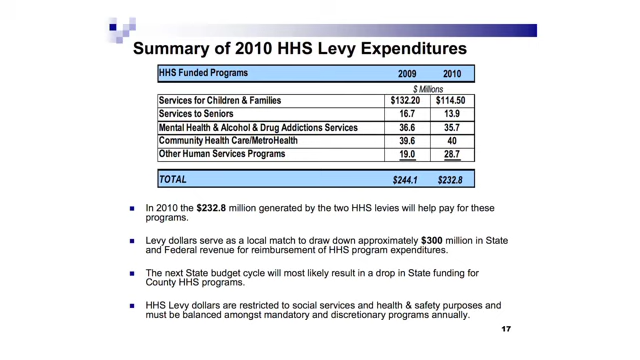 Summary of 2010 HHS Levy Expenditures
HHS Funded Programs 2009 2010
$ Millions
Services for Children & Families $132.20 $114.50
Services to Seniors 16.7 13.9
Mental Health & Alcohol & Drug Addictions Services 36.6 35.7
Community Health Care/MetroHealth 39.6 40
Other Human Services Programs 19.0 28.7
TOTAL $244.1 $232.8
In 2010 the $232.8 million generated by the two HHS levies will help pay for these
programs.
Levy dollars serve as a local match to draw down approximately $300 million in State
and Federal revenue for reimbursement of HHS program expenditures.
The next State budget cycle will most likely result in a drop in State funding for
County HHS programs.
HHS Levy dollars are restricted to social services and health & safety purposes and
must be balanced amongst mandatory and discretionary programs annually.
17